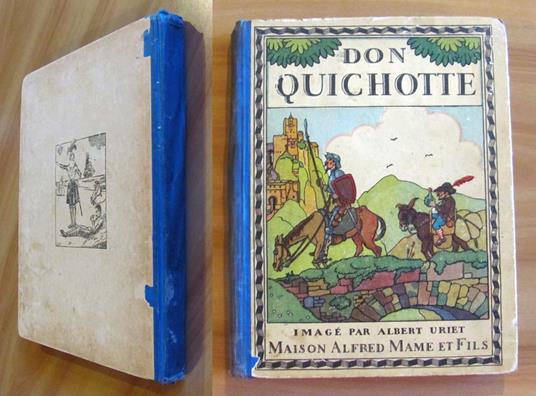 DON
QUICHOTTE
IMAGÉ PAR ALBERT URIET
MAISON ALFRED MAME ET FILS